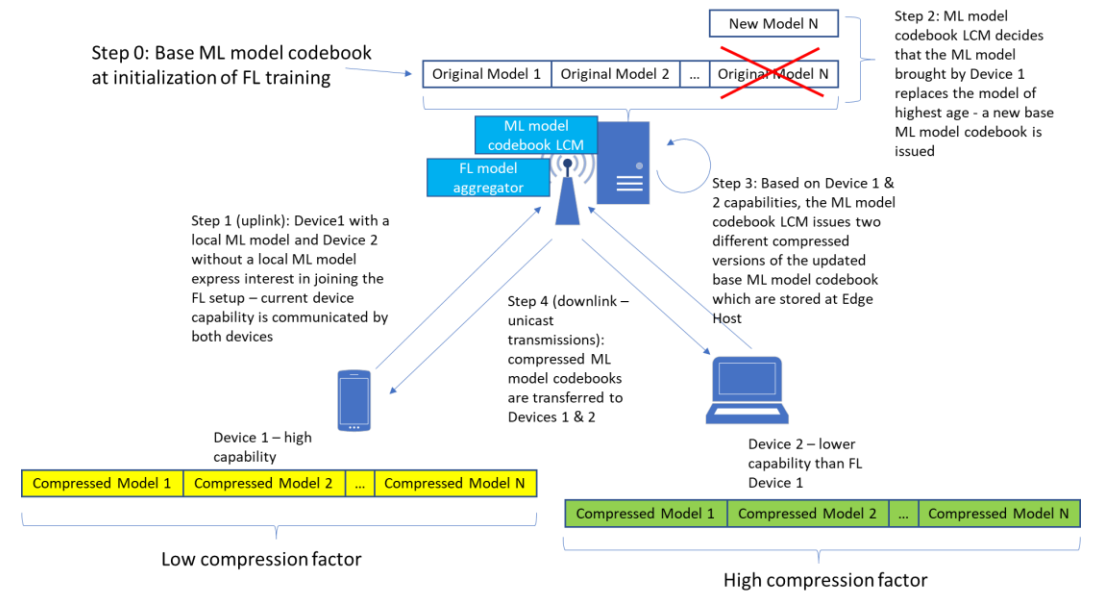 New Model N
Step 0: Base ML model codebook
at initialization of FL training
Original Model 1
Original Model 2
...
Original Model N
Step 2: ML model
codebook LCM decides
that the ML model
brought by Device 1
replaces the model of
highest age - a new base
ML model codebook is
issued
ML model
codebook LCM
FL model
aggregator
Step 3: Based on Device 1 &
2 capabilities, the ML model
codebook LCM issues two
different compressed
versions of the updated
base ML model codebook
which are stored at Edge
Host
Step 1 (uplink): Device1 with a
local ML model and Device 2
without a local ML model
express interest in joining the
FL setup – current device
capability is communicated by
both devices
Step 4 (downlink –
unicast
transmissions):
compressed ML
model codebooks
are transferred to
Devices 1 & 2
Device 1 – high
capability
Compressed Model 1
Compressed Model 2
...
Compressed Model N
Low compression factor
Device 2 – lower
capability than FL
Device 1
Compressed Model 1
Compressed Model 2
...
Compressed Model N
High compression factor